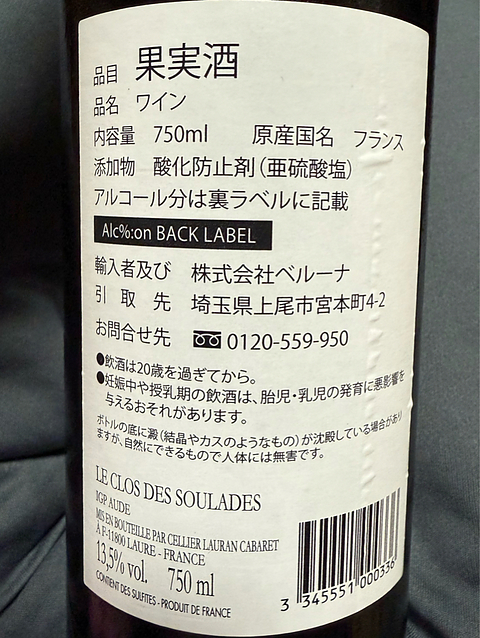 品目 果実酒
品名 ワイン
内容量 750ml 原産国名 フランス
添加物 酸化防止剤(亜硫酸塩)
アルコール分は裏ラベルに記載
Alc%:on BACK LABEL
輸入者及び 株式会社ベルーナ
引取先 埼玉県上尾市宮本町4-2
お問合せ先 0120-559-950
●飲酒は20歳を過ぎてから。
●妊娠中や授乳期の飲酒は、胎児・乳児の発育に悪影響を
与えるおそれがあります。
ボトルの底に澱(結晶やカスのようなもの)が沈殿している場合があり
ますが、自然にできるもので人体には無害です。
LE CLOS DES SOULADES
IGP AUDE
MIS EN BOUTEILLE PAR CELLIER LAURAN CABARET
À F-11800 LAURE - FRANCE
13,5% vol. 750 ml
CONTIENT DES SULFITES - PRODUIT DE FRANCE
3 345551 000336